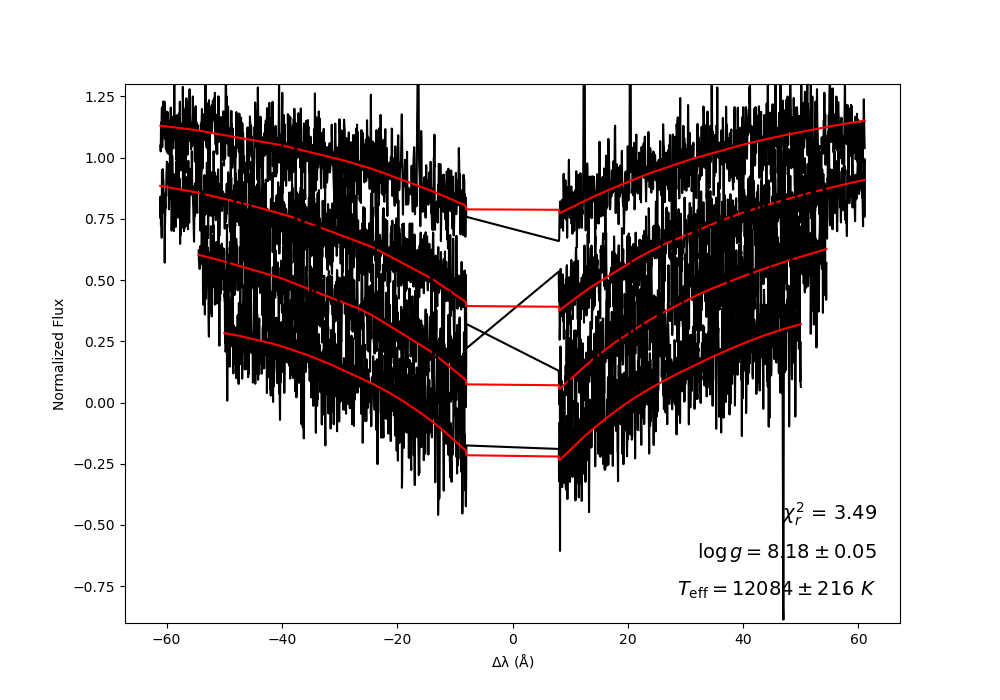 1.25
1.00
0.75
0.50
0.25
0.00
−0.25
−0.50
−0.75
Normalized Flux
χ²ᵣ = 3.49
log g = 8.18 ± 0.05
T_eff = 12084 ± 216 K
−60 −40 −20 0 20 40 60
Δλ (Å)